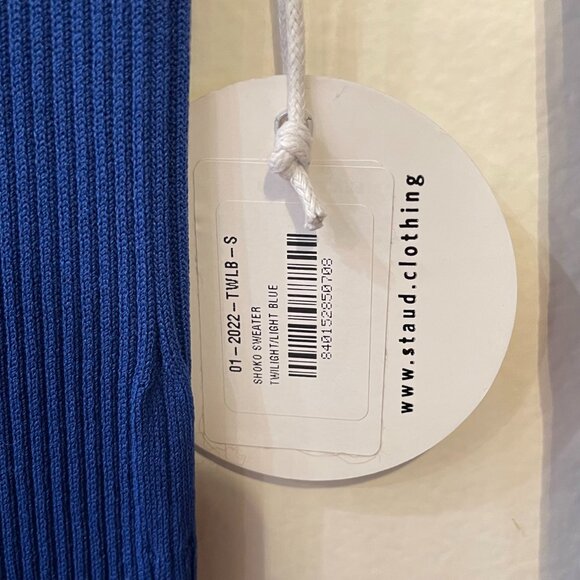 01-2022-TWLB-S
SHOKO SWEATER
TWILIGHT/LIGHT BLUE
840152850708
www.staud.clothing